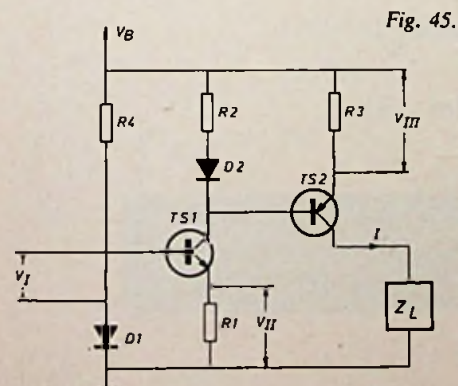 Fig. 45.
VB
R4
R2
R3
VIII
D2
TS2
TS1
I
VI
ZL
VII
R1
D1